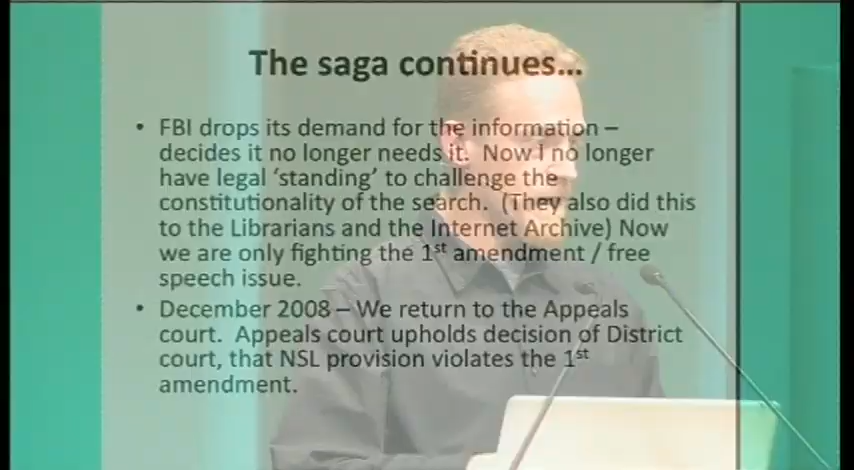 The saga continues...
• FBI drops its demand for the information –
decides it no longer needs it. Now I no longer
have legal ‘standing’ to challenge the
constitutionality of the search. (They also did this
to the Librarians and the Internet Archive) Now
we are only fighting the 1st amendment / free
speech issue.
• December 2008 – We return to the Appeals
court. Appeals court upholds decision of District
court, that NSL provision violates the 1st
amendment.